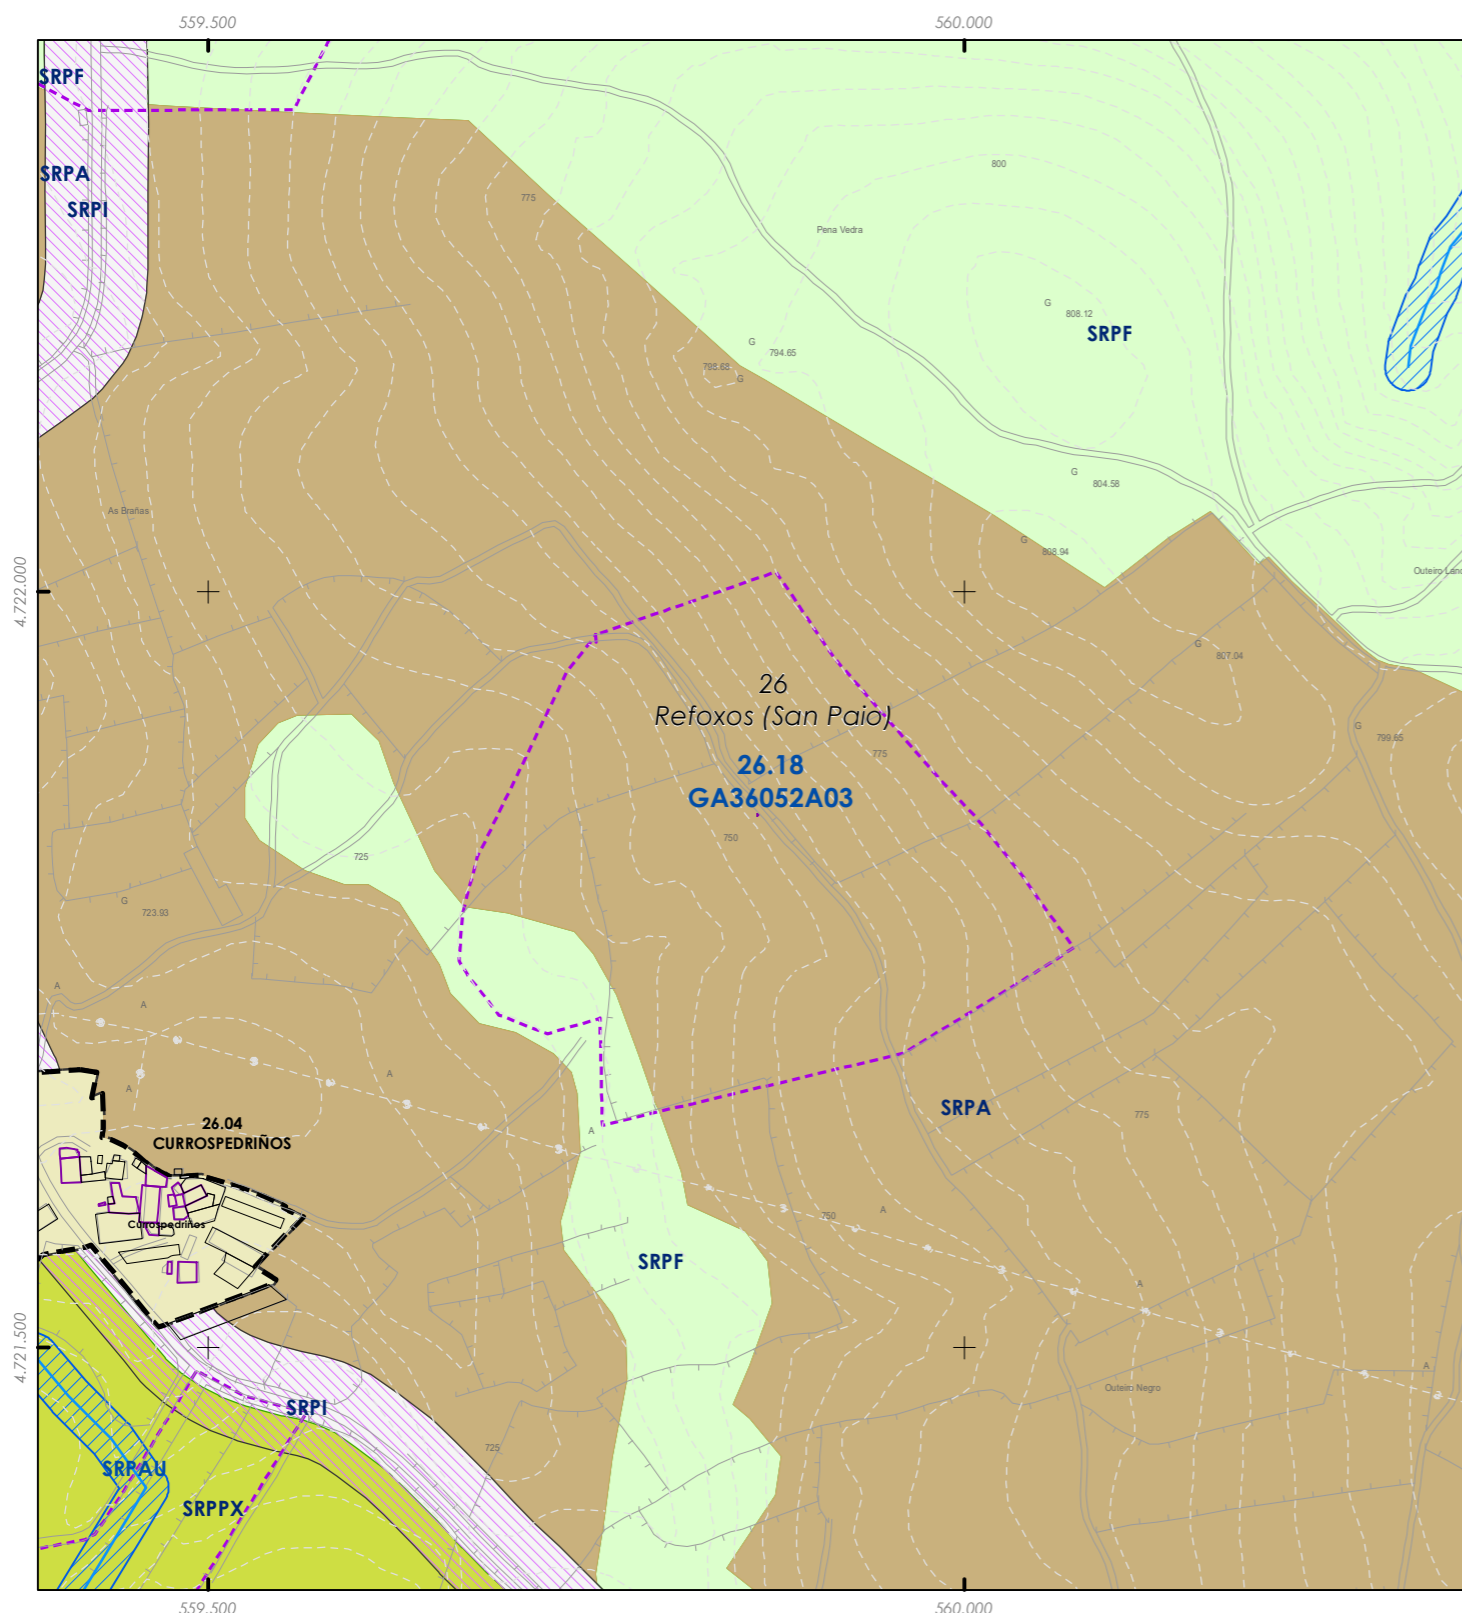 559.500
560.000
SRPF
SRPA
SRPI
775
800
Pena Vedra
G
808.12
SRPF
G
794.65
798.68
G
G
804.58
As Brañas
G
808.94
4.722.000
G
807.04
26
Refoxos (San Paio)
26.18
GA36052A03
775
750
G
799.65
725
G
723.93
A
A
A
A
26.04
CURROSPEDRIÑOS
Currospedriños
A
SRPA
775
750
A
SRPF
A
4.721.500
A
Outeiro Negro
SRPI
725
SRPAU
SRPPX
559.500
560.000